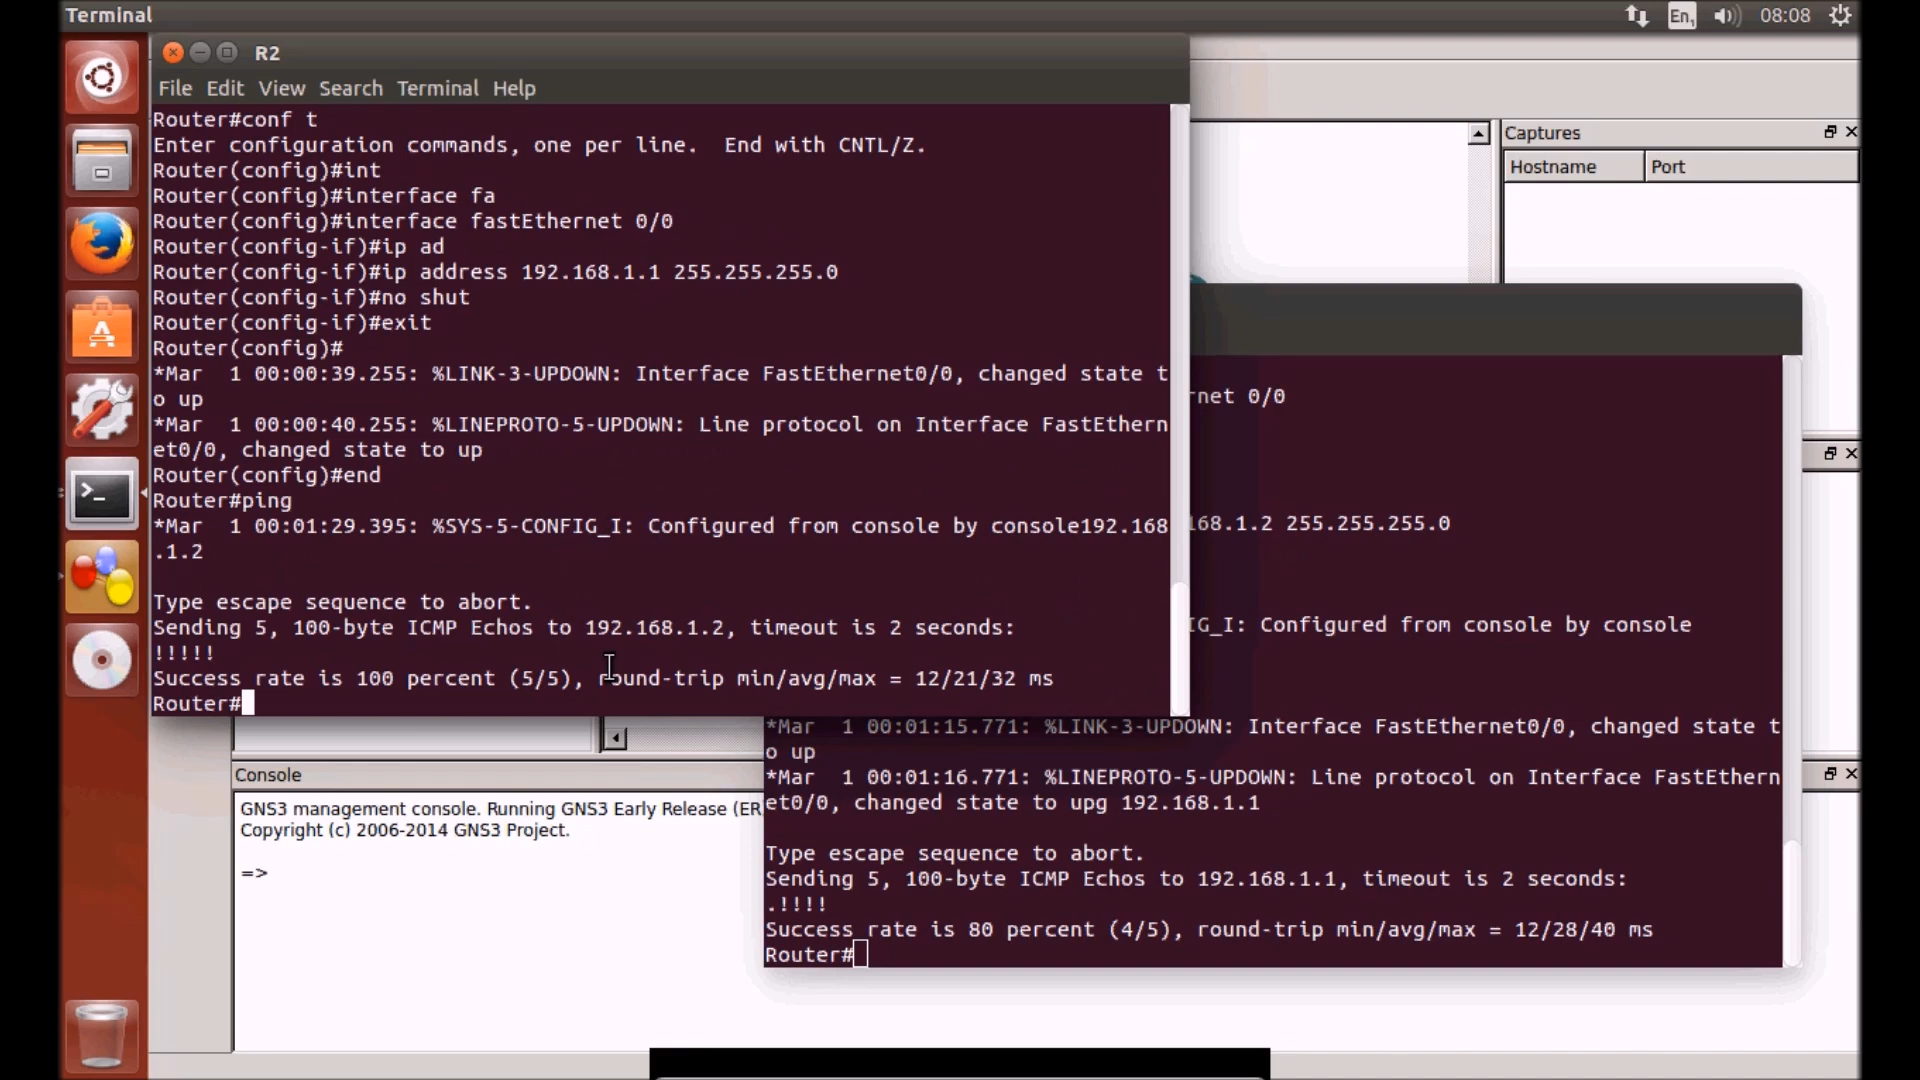 Terminal
En,
08:08
R2
File Edit View Search Terminal Help
Router#conf t
Enter configuration commands, one per line.  End with CNTL/Z.
Router(config)#int
Router(config)#interface fa
Router(config)#interface fastEthernet 0/0
Router(config-if)#ip ad
Router(config-if)#ip address 192.168.1.1 255.255.255.0
Router(config-if)#no shut
Router(config-if)#exit
Router(config)#
*Mar  1 00:00:39.255: %LINK-3-UPDOWN: Interface FastEthernet0/0, changed state t
o up
*Mar  1 00:00:40.255: %LINEPROTO-5-UPDOWN: Line protocol on Interface FastEthern
et0/0, changed state to up
Router(config)#end
Router#ping
*Mar  1 00:01:29.395: %SYS-5-CONFIG_I: Configured from console by console192.168
.1.2
Type escape sequence to abort.
Sending 5, 100-byte ICMP Echos to 192.168.1.2, timeout is 2 seconds:
!!!!!
Success rate is 100 percent (5/5), round-trip min/avg/max = 12/21/32 ms
Router#
Captures
Hostname Port
rnet 0/0
168.1.2 255.255.255.0
IG_I: Configured from console by console
*Mar  1 00:01:15.771: %LINK-3-UPDOWN: Interface FastEthernet0/0, changed state t
o up
*Mar  1 00:01:16.771: %LINEPROTO-5-UPDOWN: Line protocol on Interface FastEthern
et0/0, changed state to upg 192.168.1.1
Type escape sequence to abort.
Sending 5, 100-byte ICMP Echos to 192.168.1.1, timeout is 2 seconds:
.!!!!
Success rate is 80 percent (4/5), round-trip min/avg/max = 12/28/40 ms
Router#
Console
GNS3 management console. Running GNS3 Early Release (ER
Copyright (c) 2006-2014 GNS3 Project.
=>